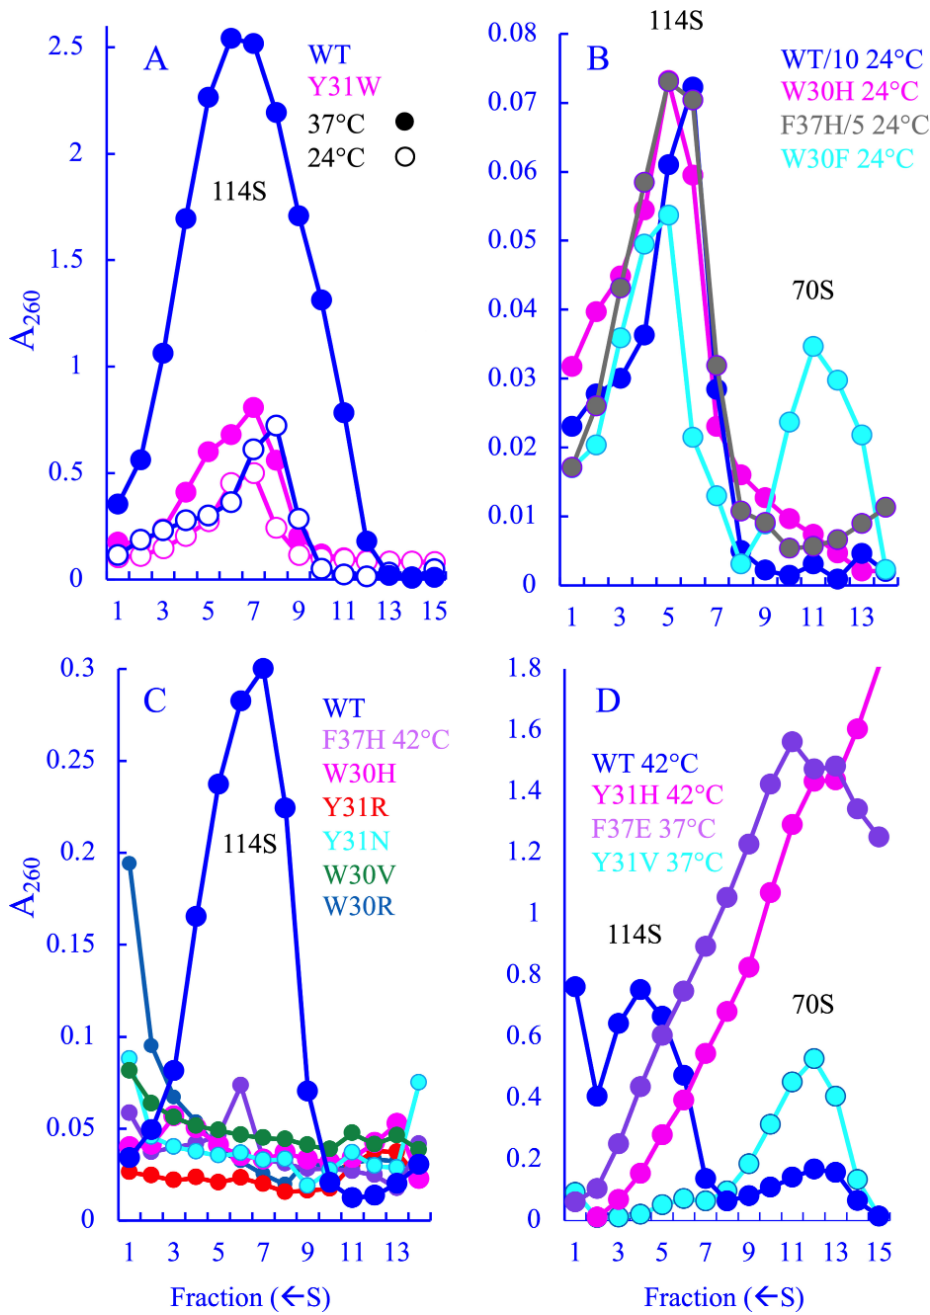 A
WT
Y31W
37°C
24°C
114S
2.5
2
1.5
1
0.5
0
A260
1 3 5 7 9 11 13 15
B
114S
WT/10 24°C
W30H 24°C
F37H/5 24°C
W30F 24°C
70S
0.08
0.07
0.06
0.05
0.04
0.03
0.02
0.01
0
1 3 5 7 9 11 13
C
WT
F37H 42°C
W30H
Y31R
Y31N
W30V
W30R
114S
0.3
0.25
0.2
0.15
0.1
0.05
0
A260
1 3 5 7 9 11 13
Fraction (←S)
D
WT 42°C
Y31H 42°C
F37E 37°C
Y31V 37°C
114S
70S
1.8
1.6
1.4
1.2
1
0.8
0.6
0.4
0.2
0
1 3 5 7 9 11 13 15
Fraction (←S)